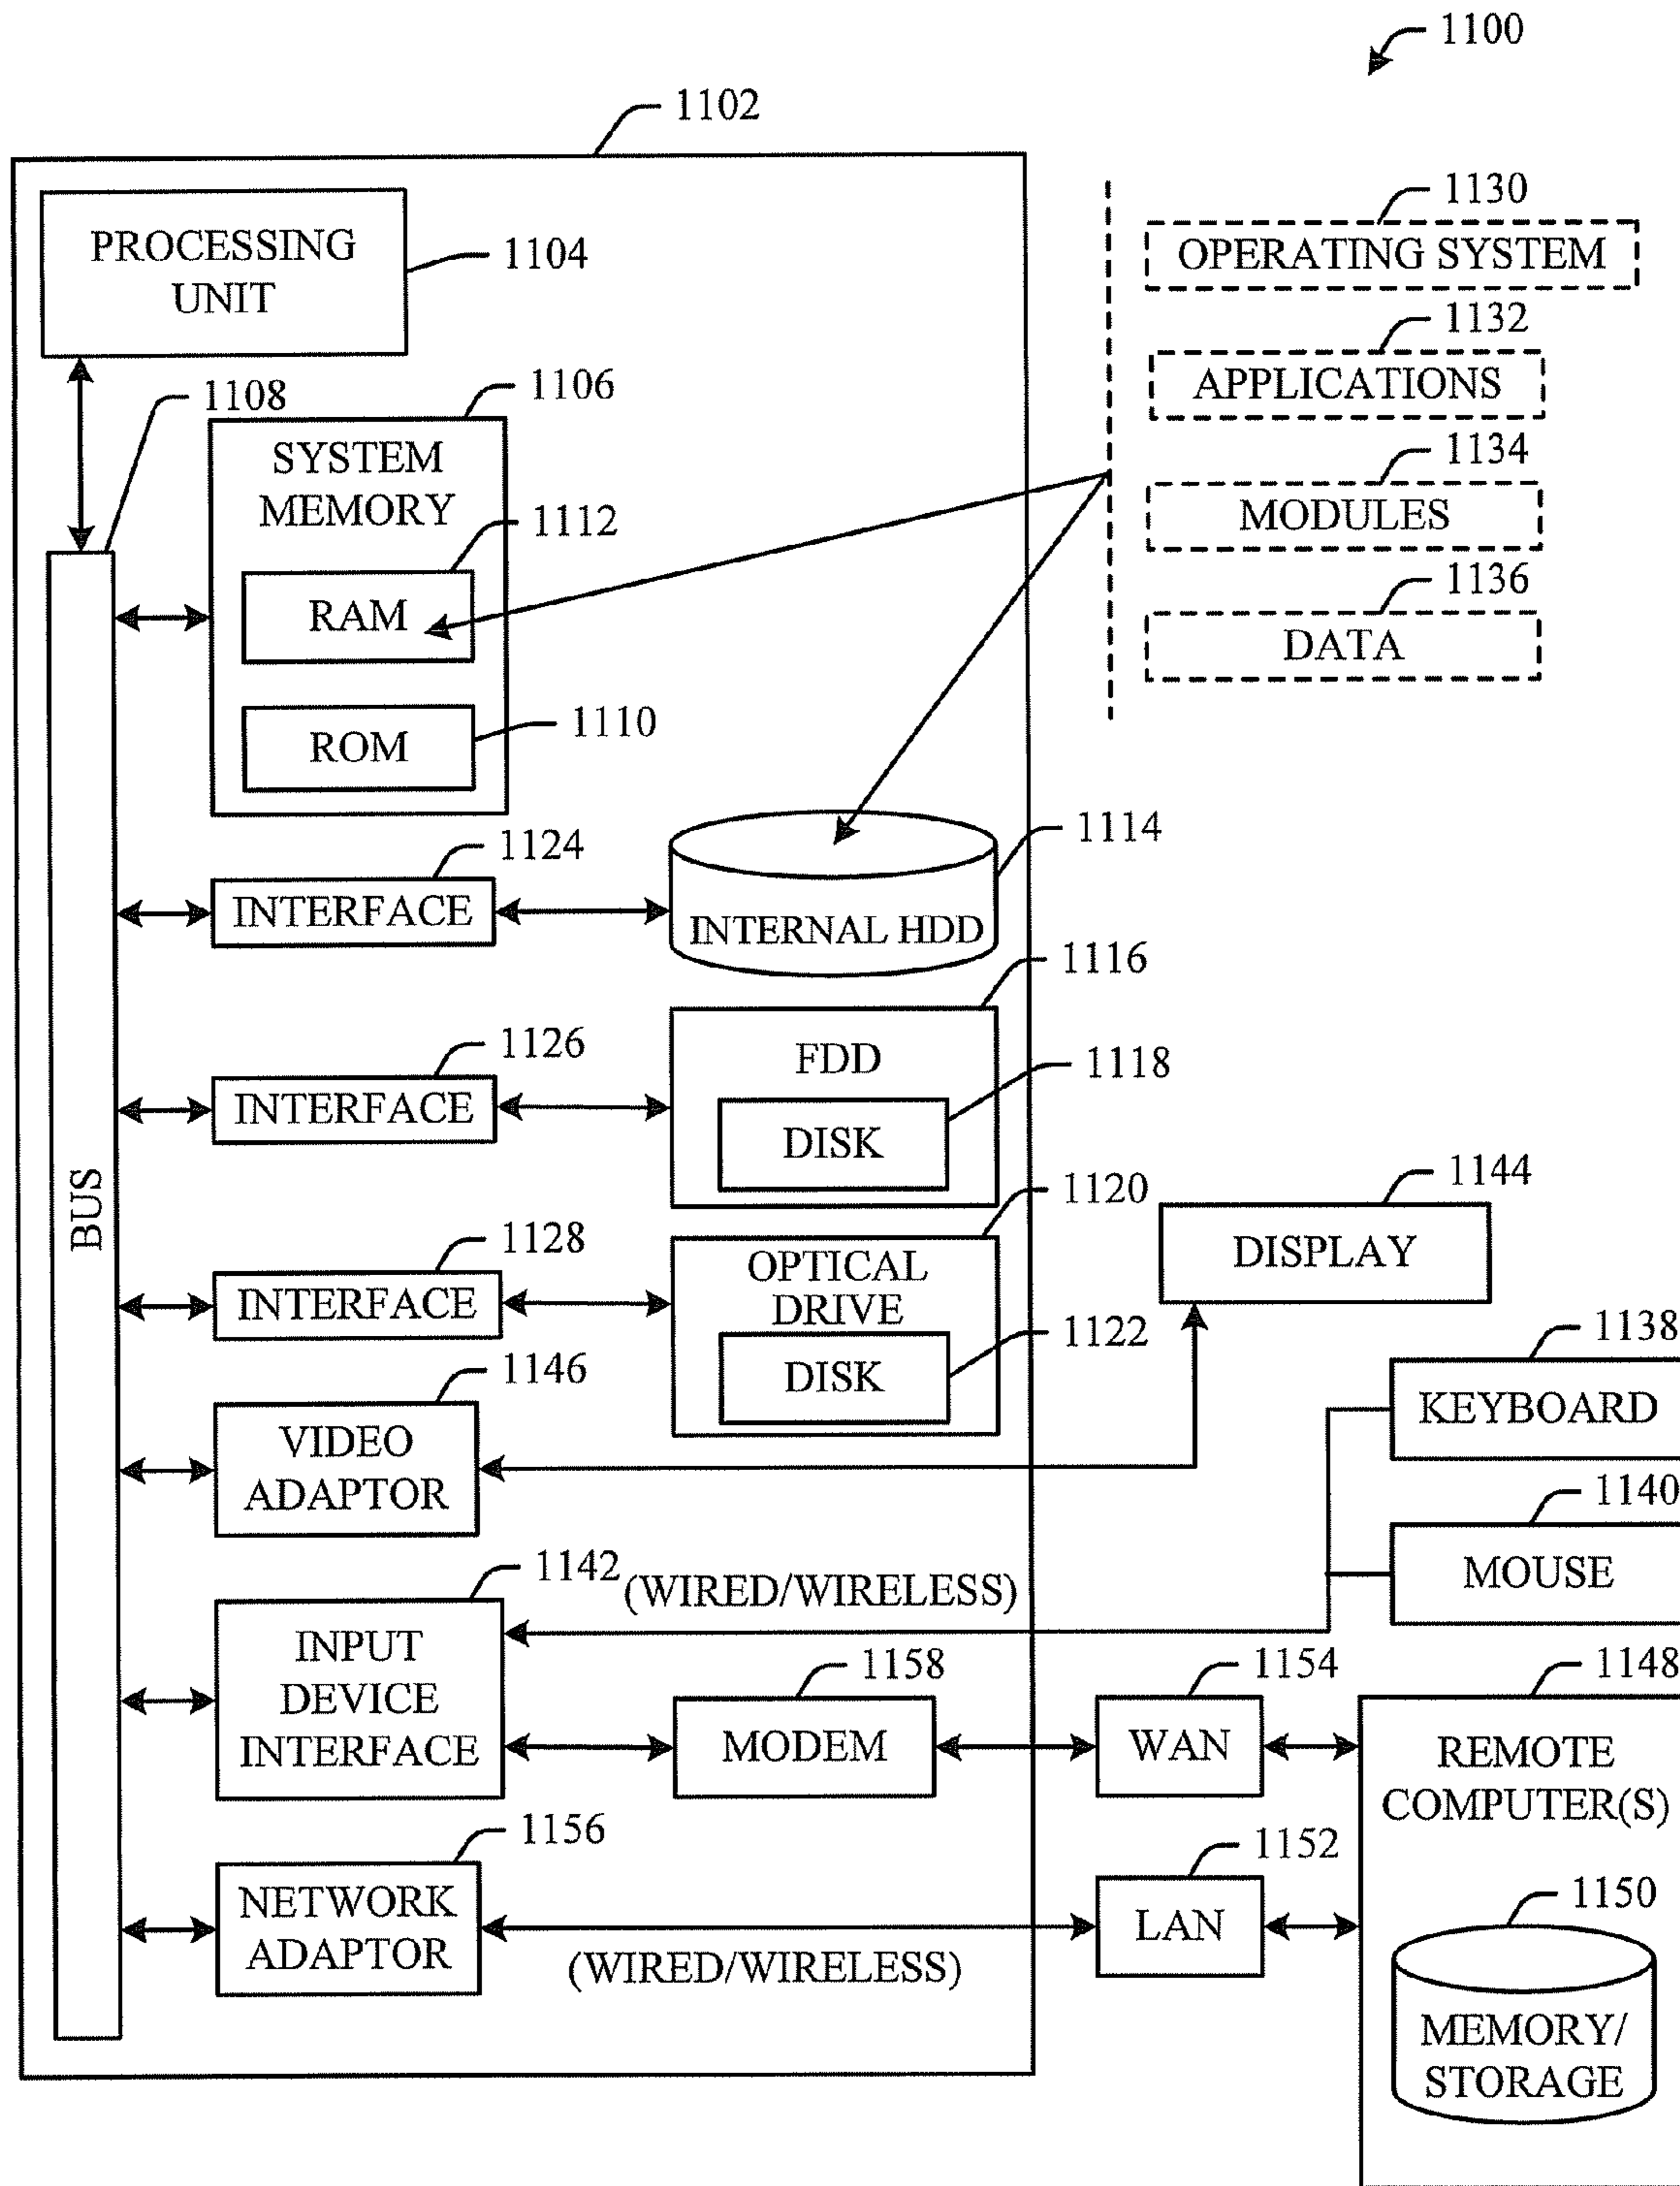 1100
1102
PROCESSING
UNIT
1104
1108
1106
SYSTEM
MEMORY
1112
RAM
1110
ROM
1130
OPERATING SYSTEM
1132
APPLICATIONS
1134
MODULES
1136
DATA
BUS
1124
INTERFACE
1114
INTERNAL HDD
1126
INTERFACE
1116
FDD
1118
DISK
1128
INTERFACE
1120
OPTICAL
DRIVE
1122
DISK
1144
DISPLAY
1146
VIDEO
ADAPTOR
1138
KEYBOARD
1140
MOUSE
1142
(WIRED/WIRELESS)
INPUT
DEVICE
INTERFACE
1158
MODEM
1154
WAN
1148
REMOTE
COMPUTER(S)
1156
NETWORK
ADAPTOR
(WIRED/WIRELESS)
1152
LAN
1150
MEMORY/
STORAGE